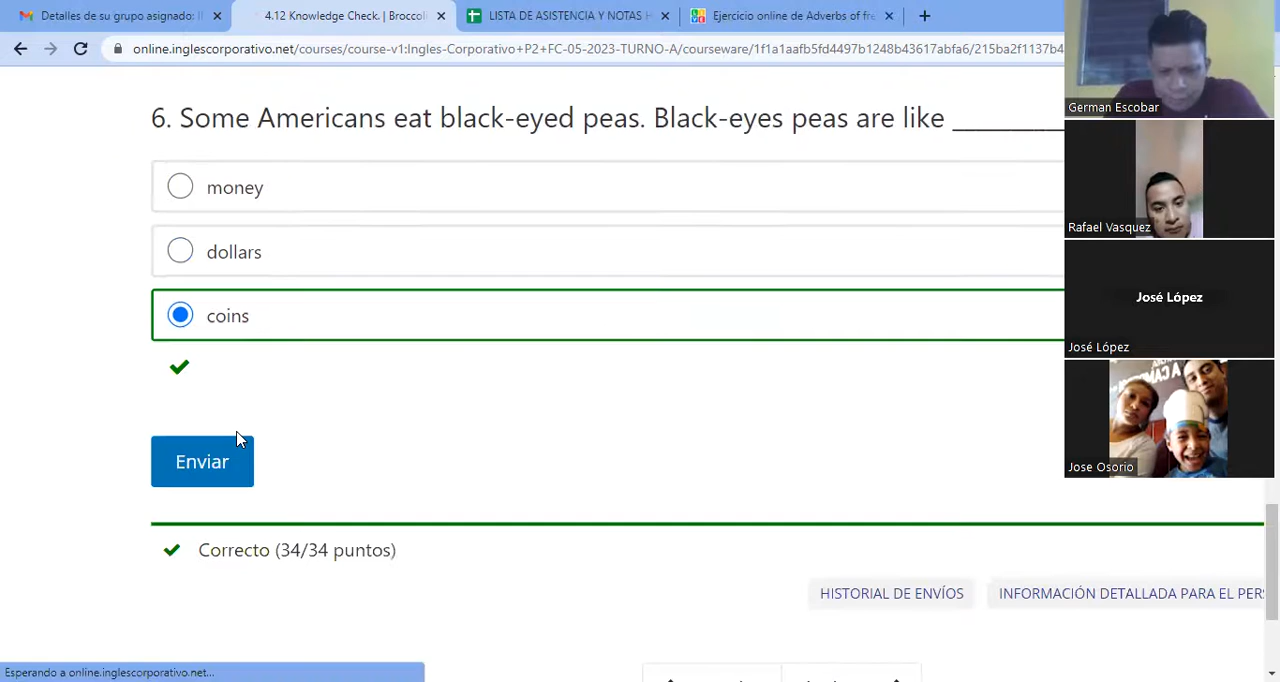 Detalles de su grupo asignado: I
4.12 Knowledge Check. | Broccoli
LISTA DE ASISTENCIA Y NOTAS H
Ejercicio online de Adverbs of fre
online.inglescorporativo.net/courses/course-v1:Ingles-Corporativo+P2+FC-05-2023-TURNO-A/courseware/1f1a1aafb5fd4497b1248b43617abfa6/215ba2f1137b4
6. Some Americans eat black-eyed peas. Black-eyes peas are like __________
money
dollars
coins
Enviar
Correcto (34/34 puntos)
HISTORIAL DE ENVÍOS
INFORMACIÓN DETALLADA PARA EL PERS
Esperando a online.inglescorporativo.net...
German Escobar
Rafael Vasquez
José López
José López
Jose Osorio